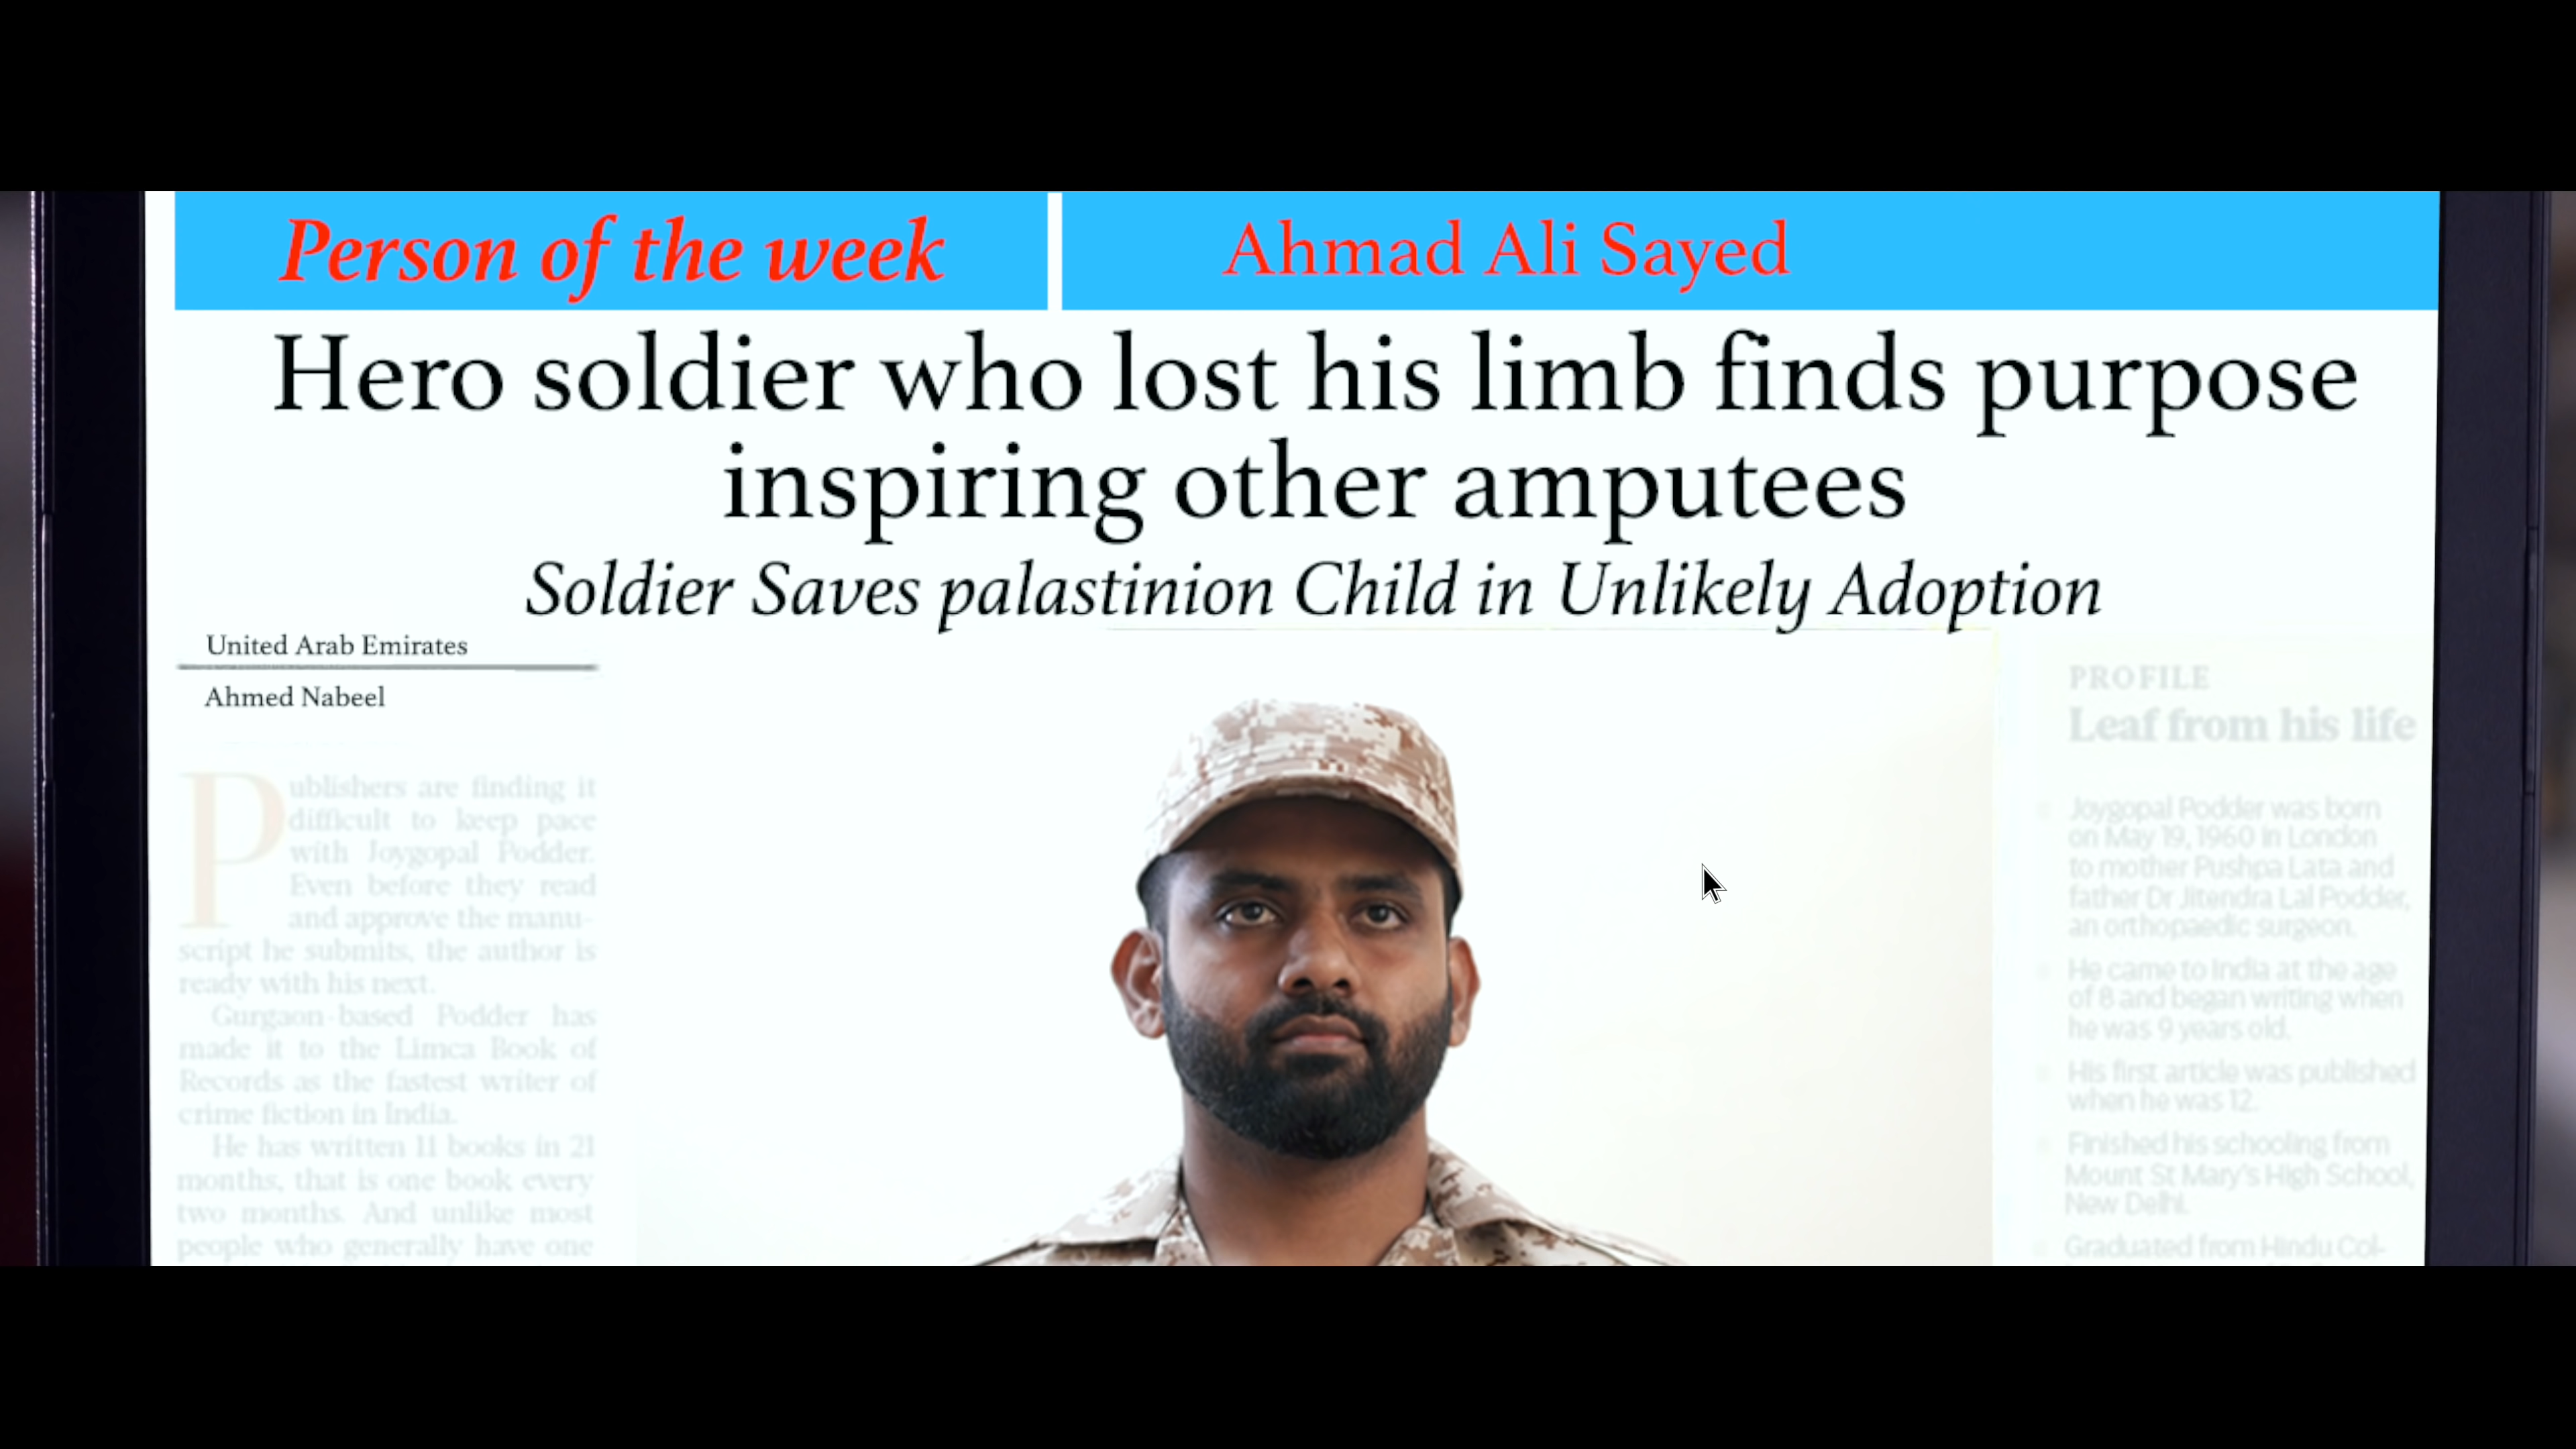 Person of the week
Ahmad Ali Sayed
Hero soldier who lost his limb finds purpose
inspiring other amputees
Soldier Saves palastinion Child in Unlikely Adoption
United Arab Emirates
Ahmed Nabeel
Publishers are finding it
difficult to keep pace
with Joygopal Podder.
Even before they read
and approve the manu-
script he submits, the author is
ready with his next.
Gurgaon-based Podder has
made it to the Limca Book of
Records as the fastest writer of
crime fiction in India.
He has written 11 books in 21
months, that is one book every
two months. And unlike most
people who generally have one
PROFILE
Leaf from his life
Joygopal Podder was born
on May 19, 1960 in London
to mother Pushpa Lata and
father Dr Jitendra Lal Podder,
an orthopaedic surgeon.
He came to India at the age
of 8 and began writing when
he was 9 years old.
His first article was published
when he was 12.
Finished his schooling from
Mount St Mary's High School,
New Delhi.
Graduated from Hindu Col-